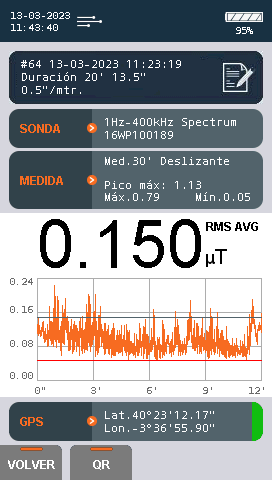 13-03-2023
11:43:40
95%
#64 13-03-2023 11:23:19
Duración 20' 13.5"
0.5"/mtr.
SONDA
1Hz-400kHz Spectrum
16WP100189
MEDIDA
Med.30' Deslizante
Pico máx: 1.13
Máx.0.79 Mín.0.05
0.150 RMS AVG
µT
0.24
0.16
0.08
0.00
0" 3' 6' 9' 12'
GPS
Lat.40°23'12.17"
Lon.-3°36'55.90"
VOLVER QR